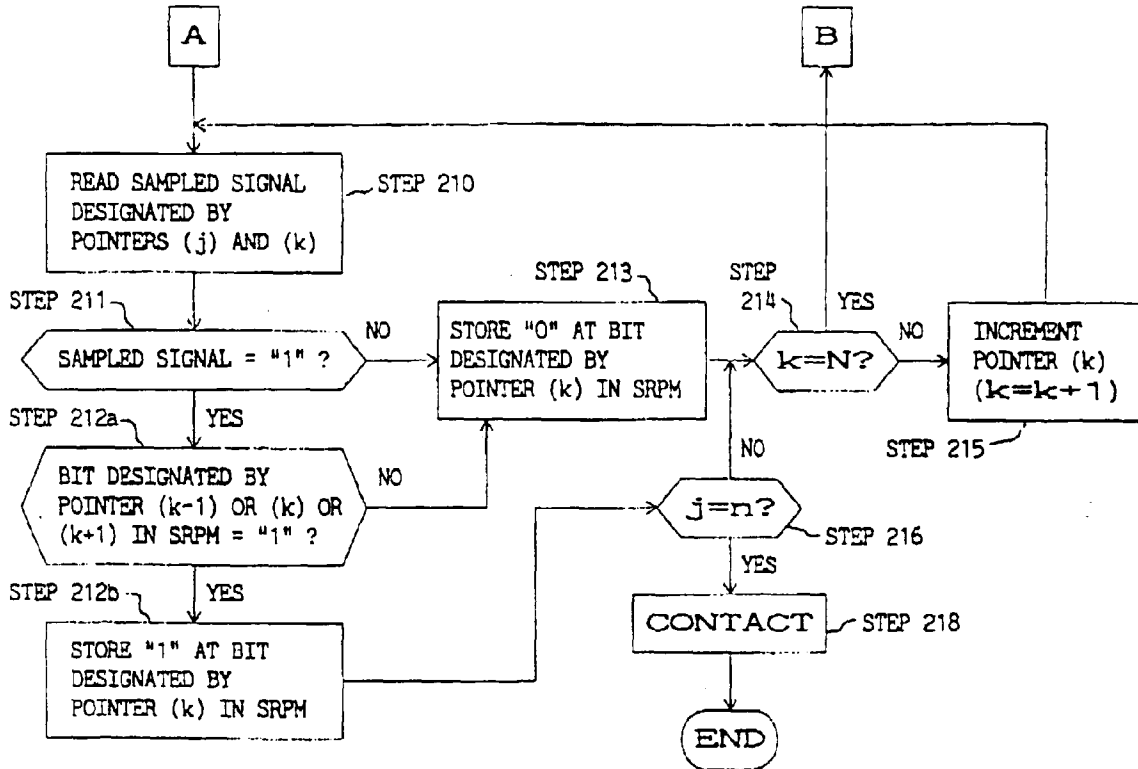 A
B
READ SAMPLED SIGNAL
DESIGNATED BY
POINTERS (j) AND (k)
STEP 210
STEP 211
SAMPLED SIGNAL = "1" ?
NO
YES
STEP 213
STORE "0" AT BIT
DESIGNATED BY
POINTER (k) IN SRPM
STEP
214
YES
k=N?
NO
INCREMENT
POINTER (k)
(k=k+1)
STEP 215
STEP 212a
BIT DESIGNATED BY
POINTER (k-1) OR (k) OR
(k+1) IN SRPM = "1" ?
NO
YES
NO
j=n?
STEP 216
YES
STEP 212b
STORE "1" AT BIT
DESIGNATED BY
POINTER (k) IN SRPM
CONTACT
STEP 218
END